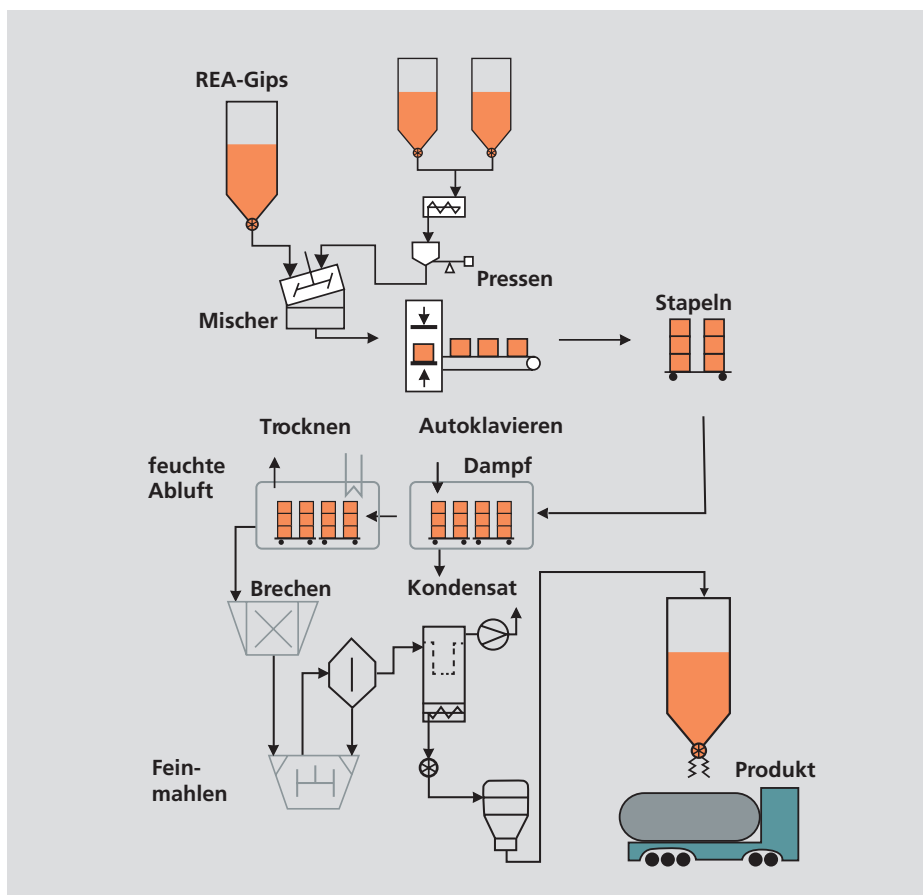 REA-Gips
Pressen
Mischer
Stapeln
Trocknen
Autoklavieren
feuchte
Abluft
Dampf
Brechen
Kondensat
Fein-
mahlen
Produkt